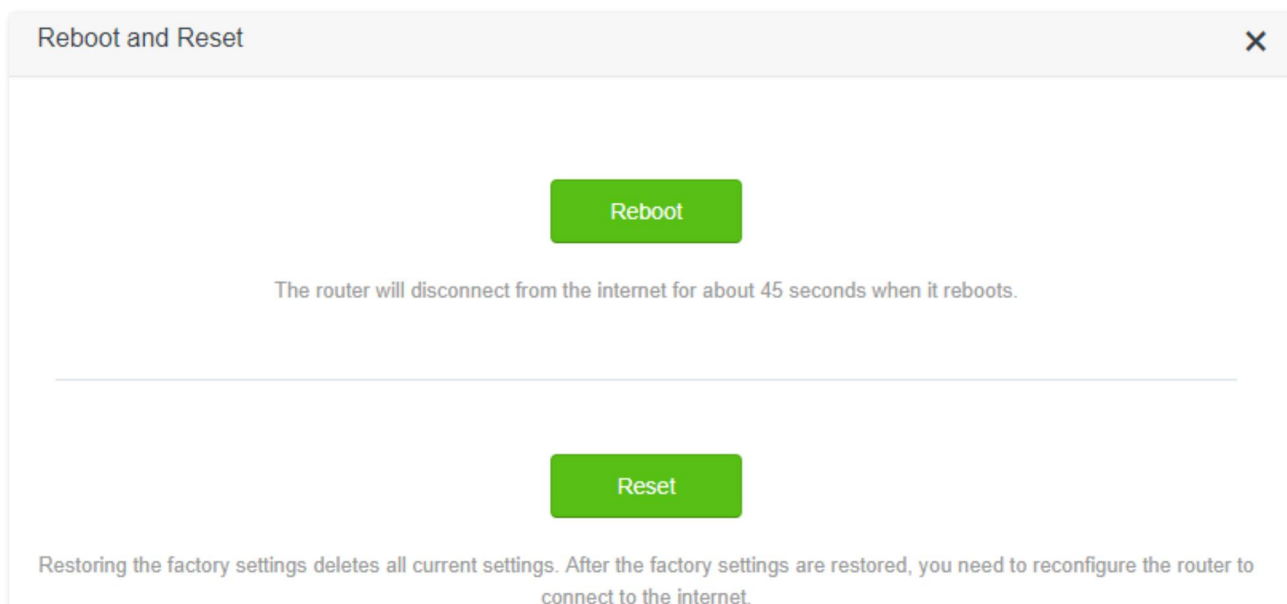 Reboot and Reset
Reboot
The router will disconnect from the internet for about 45 seconds when it reboots.
Reset
Restoring the factory settings deletes all current settings. After the factory settings are restored, you need to reconfigure the router to
connect to the internet.